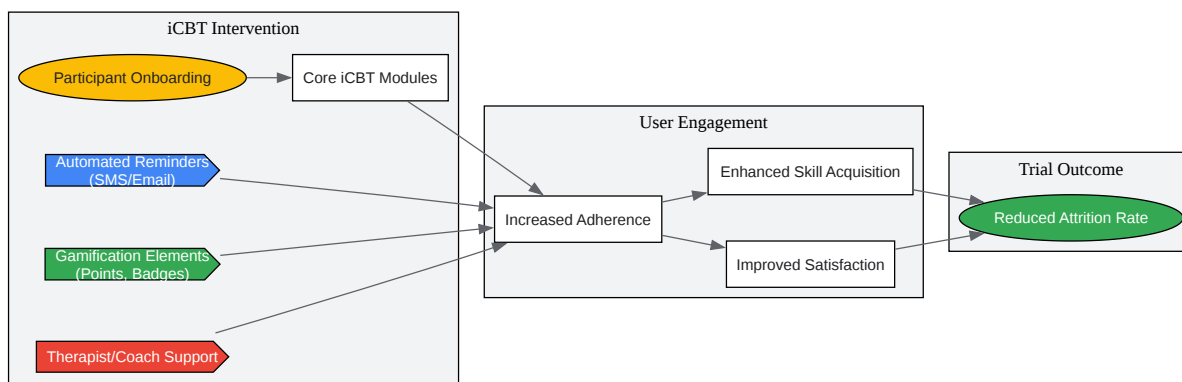 iCBT Intervention
Participant Onboarding
Core iCBT Modules
Automated Reminders
(SMS/Email)
Gamification Elements
(Points, Badges)
Therapist/Coach Support
User Engagement
Increased Adherence
Enhanced Skill Acquisition
Improved Satisfaction
Trial Outcome
Reduced Attrition Rate